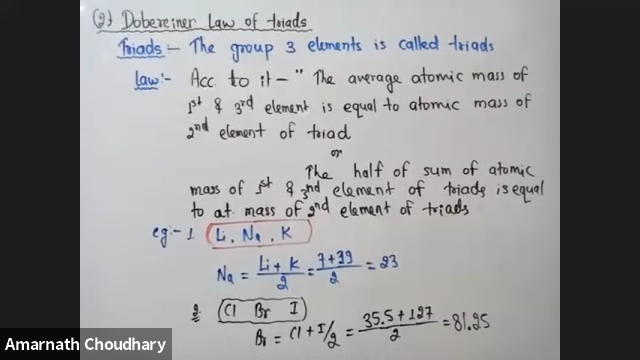 (2) Dobereiner Law of triads
Triads:- The group 3 elements is called triads
Law:- Acc to it - " The average atomic mass of
1st & 3rd element is equal to atomic mass of
2nd element of triad
or
The half of sum of atomic
mass of 1st & 3nd element of triads is equal
to at mass of 2nd element of triads
eg:- 1. Li, Na, K
Na = Li + K / 2 = 7 + 39 / 2 = 23
2. Cl Br I
Br = Cl + I/2 = 35.5 + 127 / 2 = 81.25
Amarnath Choudhary